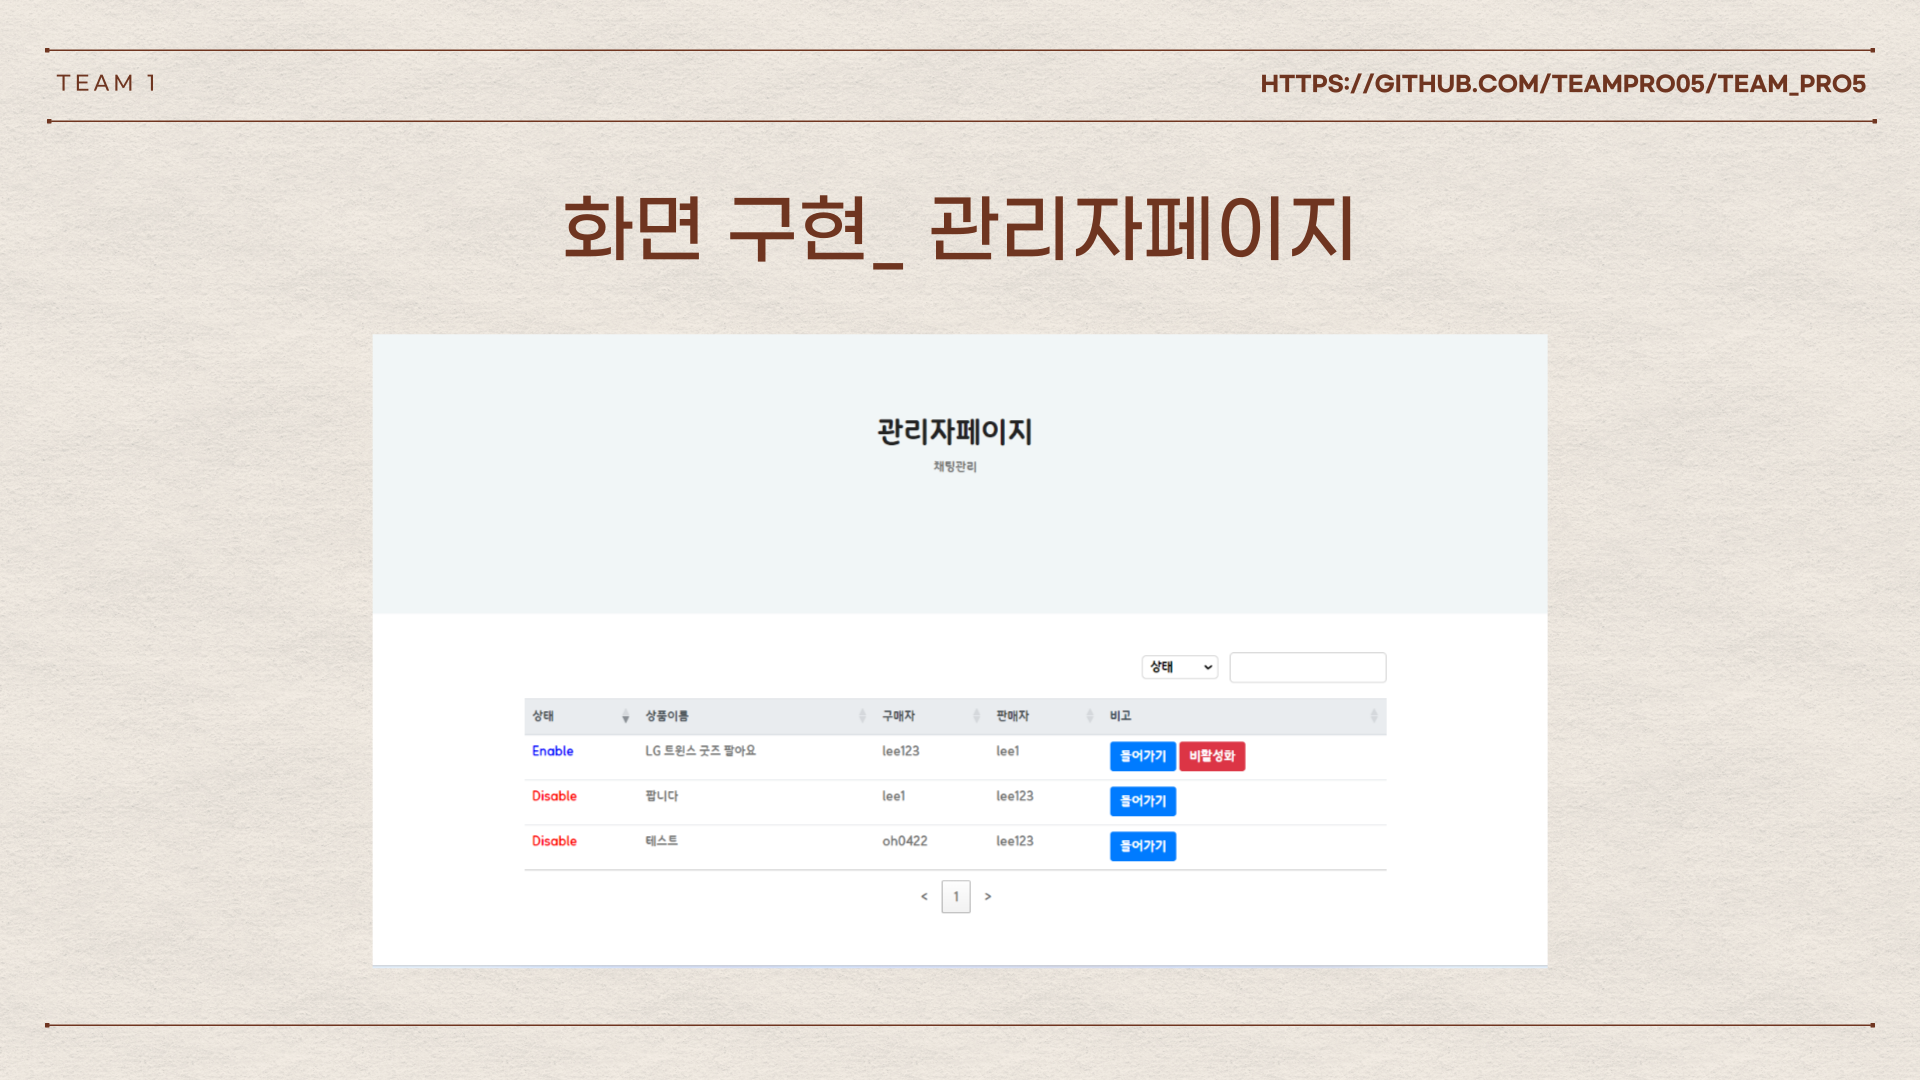 TEAM 1
HTTPS://GITHUB.COM/TEAMPRO05/TEAM_PRO5
화면 구현_ 관리자페이지
관리자페이지
채팅관리
상태
상태 상품이름 구매자 판매자 비고
Enable LG 트윈스 굿즈 팔아요 lee123 lee1 들어가기 비활성화
Disable 팝니다 lee1 lee123 들어가기
Disable 테스트 oh0422 lee123 들어가기
< 1 >